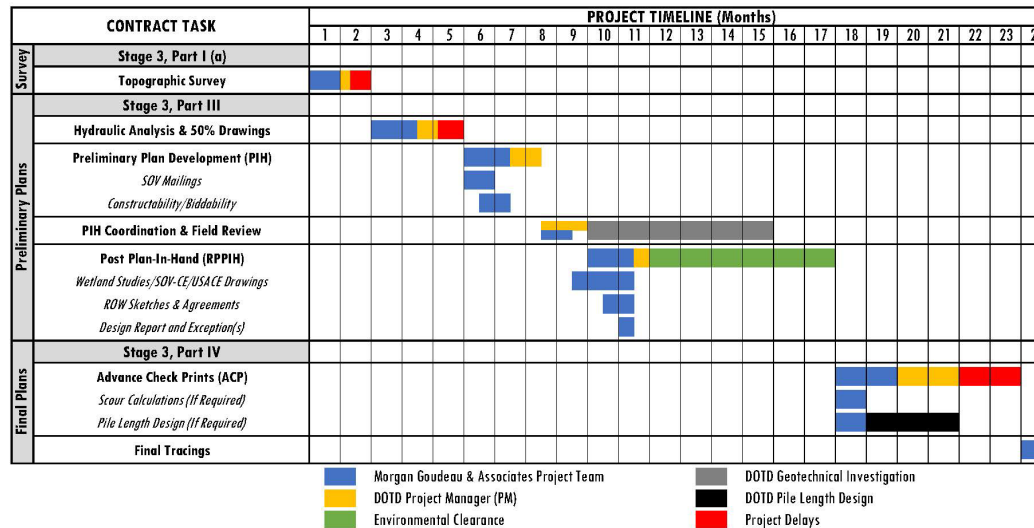 CONTRACT TASK
PROJECT TIMELINE (Months)
1 2 3 4 5 6 7 8 9 10 11 12 13 14 15 16 17 18 19 20 21 22 23 2
Survey
Stage 3, Part I (a)
Topographic Survey
Preliminary Plans
Stage 3, Part III
Hydraulic Analysis & 50% Drawings
Preliminary Plan Development (PIH)
SOV Mailings
Constructability/Biddability
PIH Coordination & Field Review
Post Plan-In-Hand (RPPIH)
Wetland Studies/SOV-CE/USACE Drawings
ROW Sketches & Agreements
Design Report and Exception(s)
Final Plans
Stage 3, Part IV
Advance Check Prints (ACP)
Scour Calculations (If Required)
Pile Length Design (If Required)
Final Tracings
Morgan Goudeau & Associates Project Team
DOTD Geotechnical Investigation
DOTD Project Manager (PM)
DOTD Pile Length Design
Environmental Clearance
Project Delays